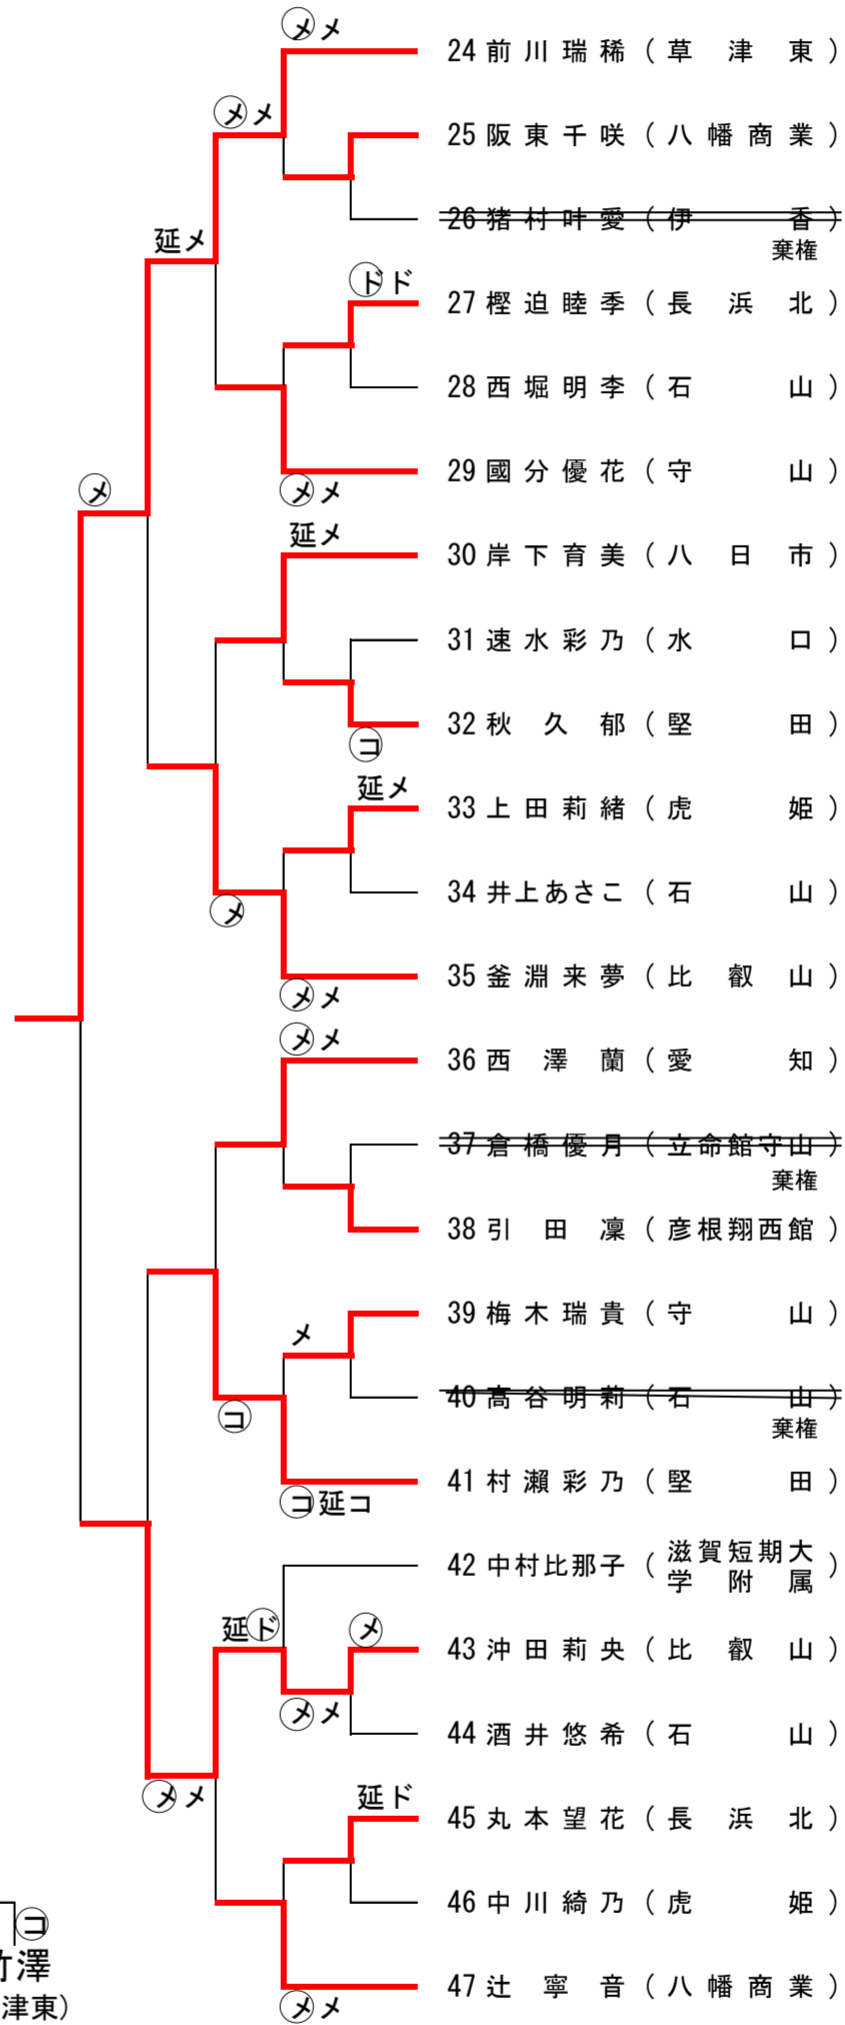 ㋱メ
24 前川瑞稀 (草津東)
㋱メ
25 阪東千咲 (八幡商業)
26 猪村叶愛 (伊香)
延メ
棄権
㋣ド
27 樫迫睦季 (長浜北)
28 西堀明李 (石山)
29 國分優花 (守山)
㋱
㋱メ
延メ
30 岸下育美 (八日市)
31 速水彩乃 (水口)
32 秋久郁 (堅田)
㋙
延メ
33 上田莉緒 (虎姫)
34 井上あさこ (石山)
㋱
35 釜淵来夢 (比叡山)
㋱メ
㋱メ
36 西澤蘭 (愛知)
37 倉橋優月 (立命館守山)
棄権
38 引田凜 (彦根翔西館)
39 梅木瑞貴 (守山)
メ
40 髙谷明莉 (石山)
㋙
棄権
41 村瀬彩乃 (堅田)
㋙延コ
42 中村比那子 (滋賀短期大学附属)
延ド
㋱
43 沖田莉央 (比叡山)
㋱メ
44 酒井悠希 (石山)
㋱メ
延ド
45 丸本望花 (長浜北)
46 中川綺乃 (虎姫)
㋙
澤
47 辻寧音 (八幡商業)
津東)
㋱メ